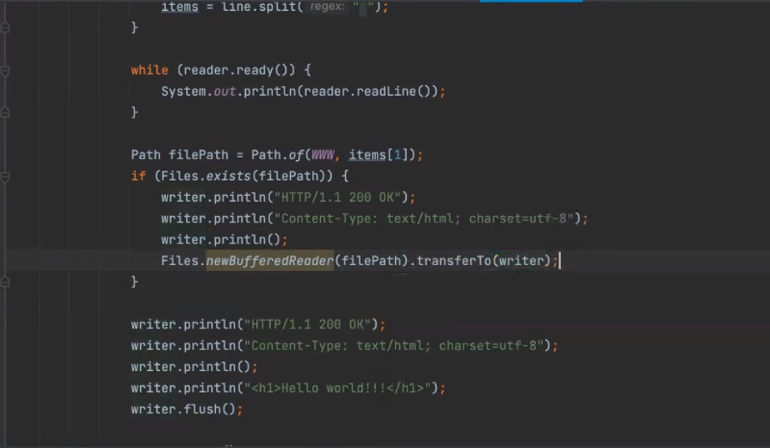 items = line.split( regex: " ");
}
while (reader.ready()) {
System.out.println(reader.readLine());
}
Path filePath = Path.of(WWW, items[1]);
if (Files.exists(filePath)) {
writer.println("HTTP/1.1 200 OK");
writer.println("Content-Type: text/html; charset=utf-8");
writer.println();
Files.newBufferedReader(filePath).transferTo(writer);
}
writer.println("HTTP/1.1 200 OK");
writer.println("Content-Type: text/html; charset=utf-8");
writer.println();
writer.println("<h1>Hello world!!!</h1>");
writer.flush();